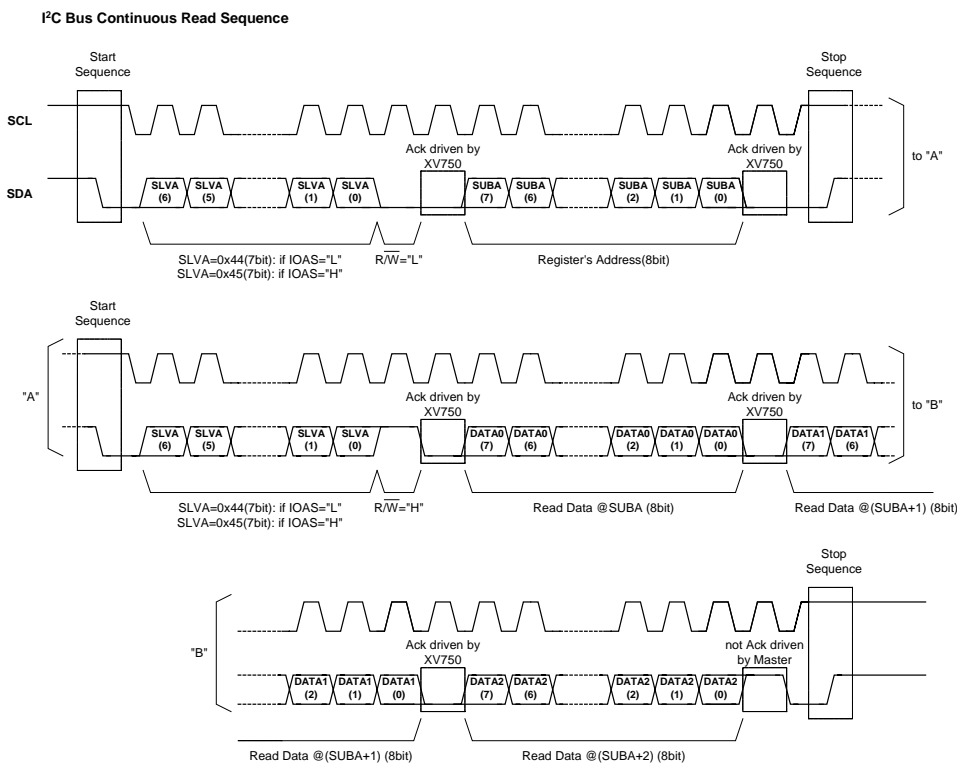 I²C Bus Continuous Read Sequence
Start
Sequence
Stop
Sequence
SCL
Ack driven by
XV750
Ack driven by
XV750
to "A"
SDA
SLVA (6) SLVA (5) SLVA (1) SLVA (0) SUBA (7) SUBA (6) SUBA (2) SUBA (1) SUBA (0)
SLVA=0x44(7bit): if IOAS="L"
SLVA=0x45(7bit): if IOAS="H"
R/W="L"
Register's Address(8bit)
Start
Sequence
"A"
Ack driven by
XV750
Ack driven by
XV750
to "B"
SLVA (6) SLVA (5) SLVA (1) SLVA (0) DATA0 (7) DATA0 (6) DATA0 (2) DATA0 (1) DATA0 (0) DATA1 (7) DATA1 (6)
SLVA=0x44(7bit): if IOAS="L"
SLVA=0x45(7bit): if IOAS="H"
R/W="H"
Read Data @SUBA (8bit)
Read Data @(SUBA+1) (8bit)
Stop
Sequence
"B"
Ack driven by
XV750
not Ack driven
by Master
DATA1 (2) DATA1 (1) DATA1 (0) DATA2 (7) DATA2 (6) DATA2 (2) DATA2 (1) DATA2 (0)
Read Data @(SUBA+1) (8bit)
Read Data @(SUBA+2) (8bit)